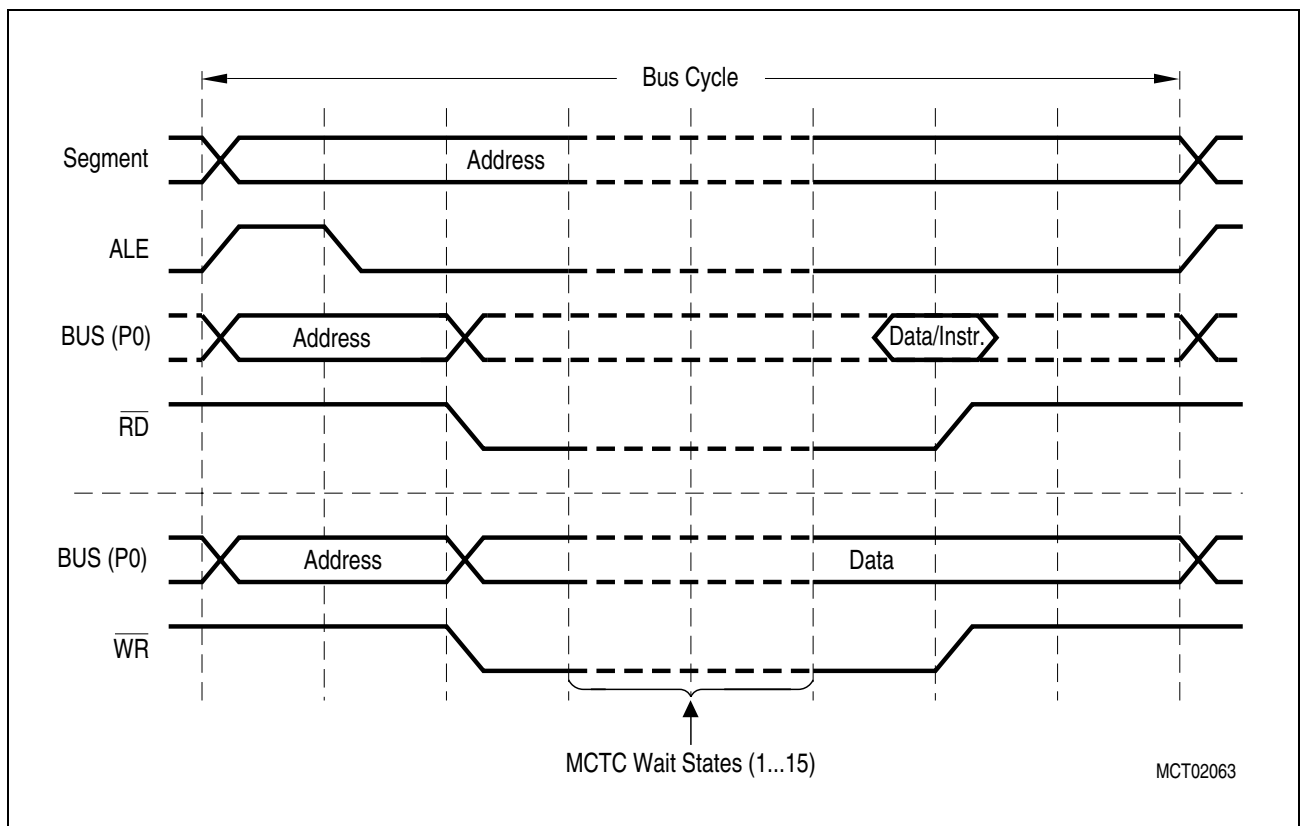 Bus Cycle
Segment
Address
ALE
BUS (P0)
Address
Data/Instr.
RD
BUS (P0)
Address
Data
WR
MCTC Wait States (1...15)
MCT02063